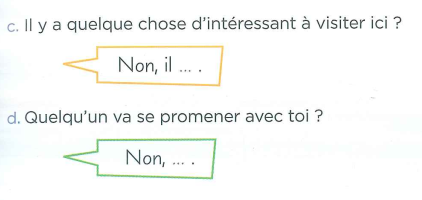 c. Il y a quelque chose d’intéressant à visiter ici ?
Non, il ... .
d. Quelqu’un va se promener avec toi ?
Non, ... .